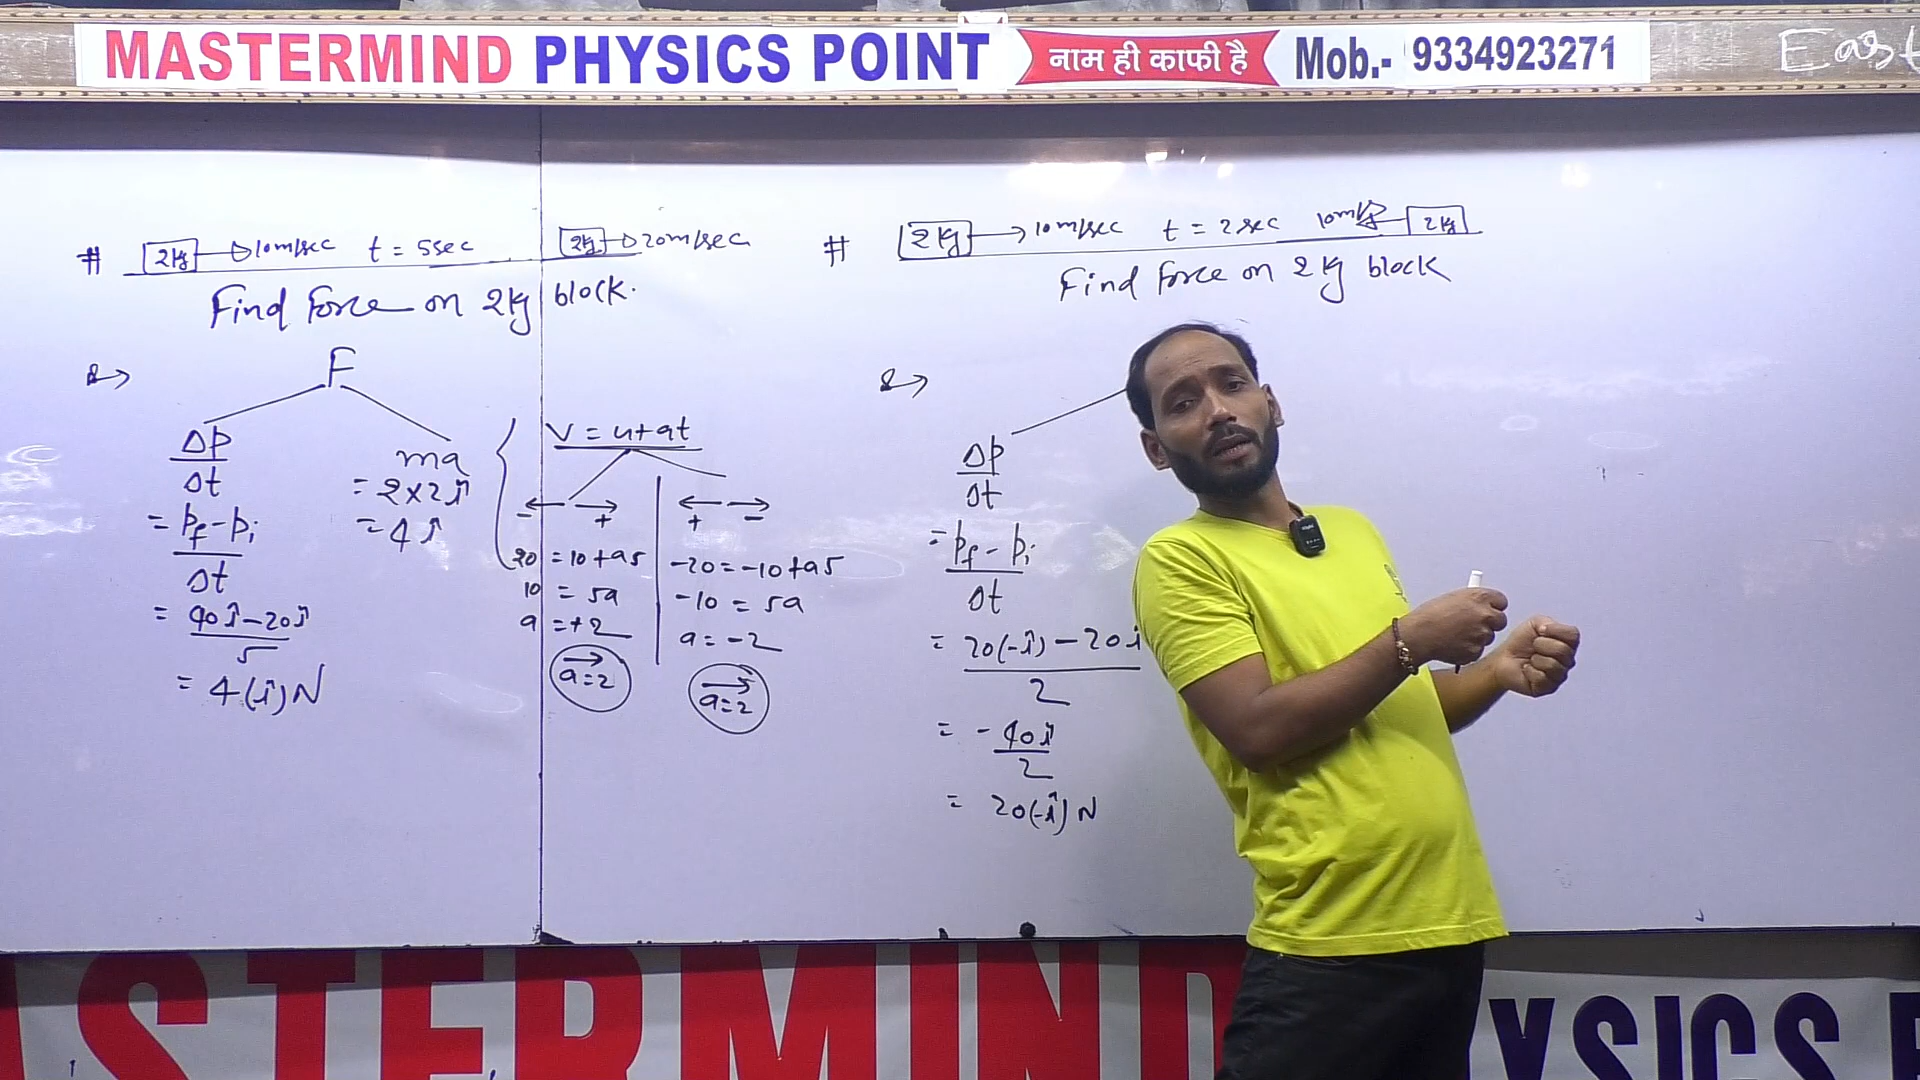 MASTERMIND PHYSICS POINT नाम ही काफी है Mob.- 9334923271
East
# 2kg → 10m/sec t = 5sec 2kg → 20m/sec
Find Force on 2kg block.
F
Δp
Δt
= pf - pi
Δt
= 40î - 20î
5
= 4(î)N
ma
= 2×2î
= 4î
V = u+at
← →
- +
20 = 10+a5
10 = 5a
a = +2
a=2
← →
+ -
-20 = -10+a5
-10 = 5a
a = -2
a=2
# 2kg → 10m/sec t = 2sec 10m/s ← 2kg
Find force on 2kg block
Δp
Δt
= pf - pi
Δt
= 20(-î) - 20î
2
= - 40î
2
= 20(-î) N
ASTERMIND
YSICS P